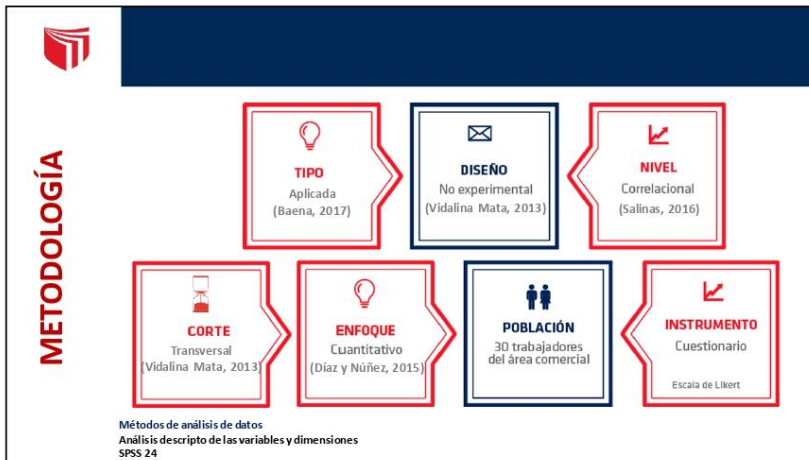 METODOLOGÍA
TIPO
Aplicada
(Baena, 2017)
DISEÑO
No experimental
(Vidalina Mata, 2013)
NIVEL
Correlacional
(Salinas, 2016)
CORTE
Transversal
(Vidalina Mata, 2013)
ENFOQUE
Cuantitativo
(Díaz y Núñez, 2015)
POBLACIÓN
30 trabajadores
del área comercial
INSTRUMENTO
Cuestionario
Escala de Likert
Métodos de análisis de datos
Análisis descripto de las variables y dimensiones
SPSS 24